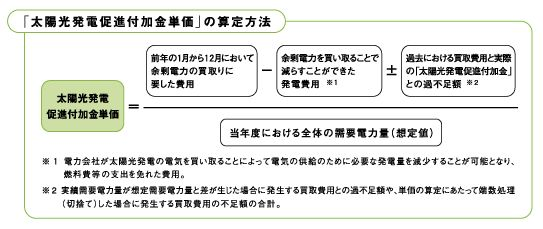 「太陽光発電促進付加金単価」の算定方法
太陽光発電
促進付加金単価
=
前年の1月から12月において
余剰電力の買取りに
要した費用
−
余剰電力を買い取ることで
減らすことができた
発電費用 ※1
±
過去における買取費用と実際
の「太陽光発電促進付加金」
との過不足額 ※2
当年度における全体の需要電力量（想定値）
※1 電力会社が太陽光発電の電気を買い取ることによって電気の供給のために必要な発電量を減少することが可能となり、
燃料費等の支出を免れた費用。
※2 実績需要電力量が想定需要電力量と差が生じた場合に発生する買取費用との過不足額や、単価の算定にあたって端数処理
（切捨て）した場合に発生する買取費用の不足額の合計。